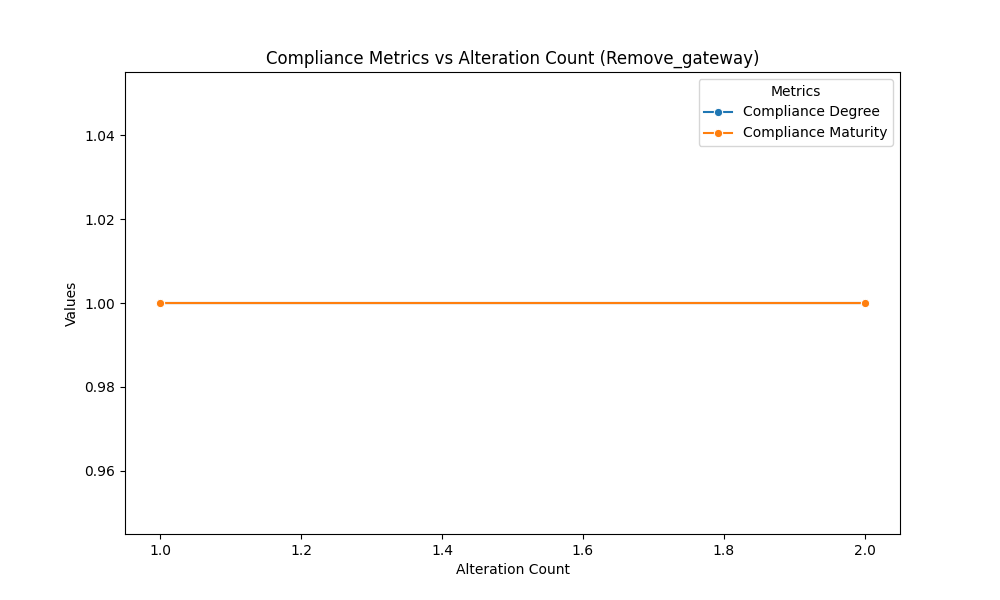 Compliance Metrics vs Alteration Count (Remove_gateway)
Metrics
Compliance Degree
Compliance Maturity
1.04
1.02
1.00
0.98
0.96
Values
1.0 1.2 1.4 1.6 1.8 2.0
Alteration Count